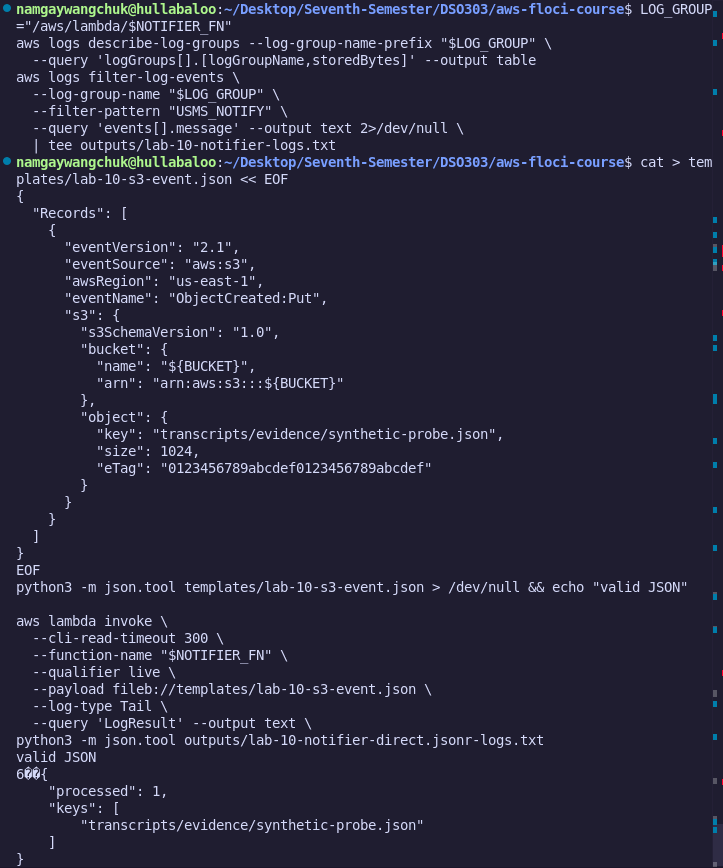 namgaywangchuk@hullabaloo:~/Desktop/Seventh-Semester/DSO303/aws-floci-course$ LOG_GROUP
="/aws/lambda/$NOTIFIER_FN"
aws logs describe-log-groups --log-group-name-prefix "$LOG_GROUP" \
  --query 'logGroups[].[logGroupName,storedBytes]' --output table
aws logs filter-log-events \
  --log-group-name "$LOG_GROUP" \
  --filter-pattern "USMS_NOTIFY" \
  --query 'events[].message' --output text 2>/dev/null \
  | tee outputs/lab-10-notifier-logs.txt
namgaywangchuk@hullabaloo:~/Desktop/Seventh-Semester/DSO303/aws-floci-course$ cat > tem
plates/lab-10-s3-event.json << EOF
{
  "Records": [
    {
      "eventVersion": "2.1",
      "eventSource": "aws:s3",
      "awsRegion": "us-east-1",
      "eventName": "ObjectCreated:Put",
      "s3": {
        "s3SchemaVersion": "1.0",
        "bucket": {
          "name": "${BUCKET}",
          "arn": "arn:aws:s3:::${BUCKET}"
        },
        "object": {
          "key": "transcripts/evidence/synthetic-probe.json",
          "size": 1024,
          "eTag": "0123456789abcdef0123456789abcdef"
        }
      }
    }
  ]
}
EOF
python3 -m json.tool templates/lab-10-s3-event.json > /dev/null && echo "valid JSON"

aws lambda invoke \
  --cli-read-timeout 300 \
  --function-name "$NOTIFIER_FN" \
  --qualifier live \
  --payload fileb://templates/lab-10-s3-event.json \
  --log-type Tail \
  --query 'LogResult' --output text \
python3 -m json.tool outputs/lab-10-notifier-direct.jsonr-logs.txt
valid JSON
6��{
    "processed": 1,
    "keys": [
        "transcripts/evidence/synthetic-probe.json"
    ]
}